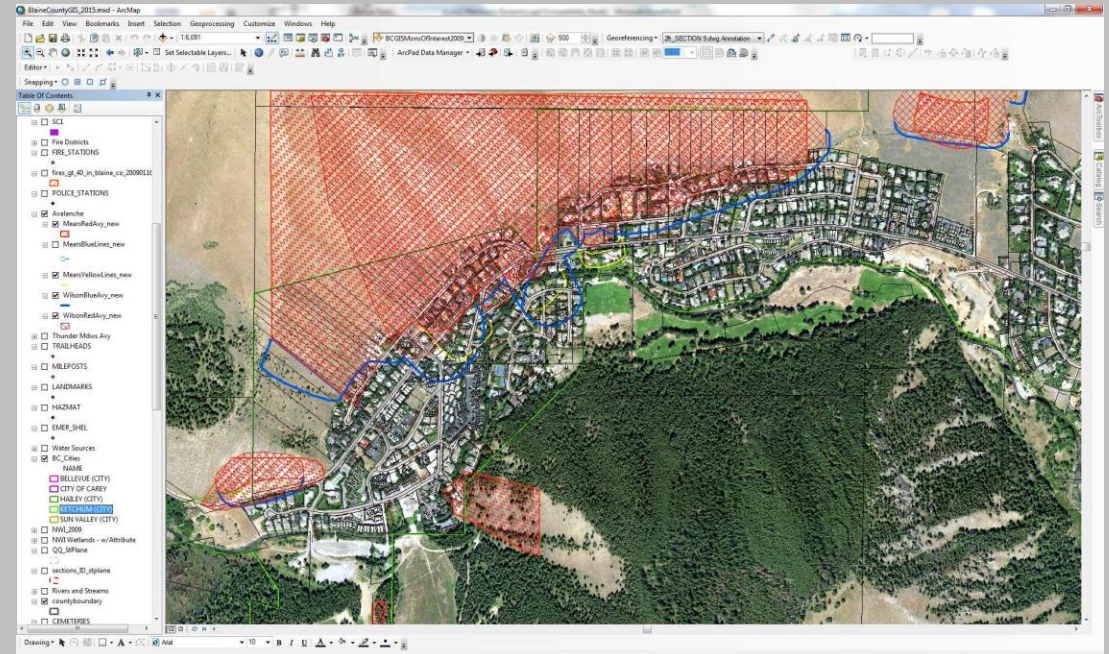 BlaineCountyGIS_2015.mxd - ArcMap
File Edit View Bookmarks Insert Selection Geoprocessing Customize Windows Help
1:6,091
500
Georeferencing
Set Selectable Layers...
ArcPad Data Manager
Editor
Snapping
Table Of Contents
SC1
Fire Districts
FIRE_STATIONS
POLICE_STATIONS
Avalanche
MearsRedAvy_new
MearsBlueLines_new
MearsYellowLines_new
WilsonBlueAvy_new
WilsonRedAvy_new
Thunder Mdws Avy
TRAILHEADS
MILEPOSTS
LANDMARKS
HAZMAT
EMER_SHEL
Water Sources
BC_Cities
NAME
BELLEVUE (CITY)
CITY OF CAREY
HAILEY (CITY)
KETCHUM (CITY)
SUN VALLEY (CITY)
NWI_2009
NWI Wetlands - w/Attribute
QQ_StPlane
sections_ID_stplane
Rivers and Streams
countyboundary
CEMETERIES
ArcToolbox
Catalog
Search
Drawing
Arial
10
B I U A